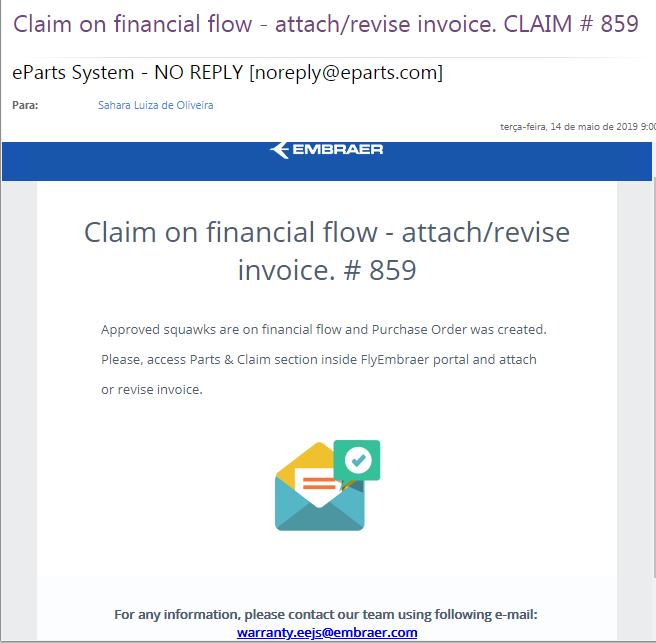 Claim on financial flow - attach/revise invoice. CLAIM # 859
eParts System - NO REPLY [noreply@eparts.com]
Para: Sahara Luiza de Oliveira
terça-feira, 14 de maio de 2019 9:00
EMBRAER
Claim on financial flow - attach/revise
invoice. # 859
Approved squawks are on financial flow and Purchase Order was created.
Please, access Parts & Claim section inside FlyEmbraer portal and attach
or revise invoice.
For any information, please contact our team using following e-mail:
warranty.eejs@embraer.com